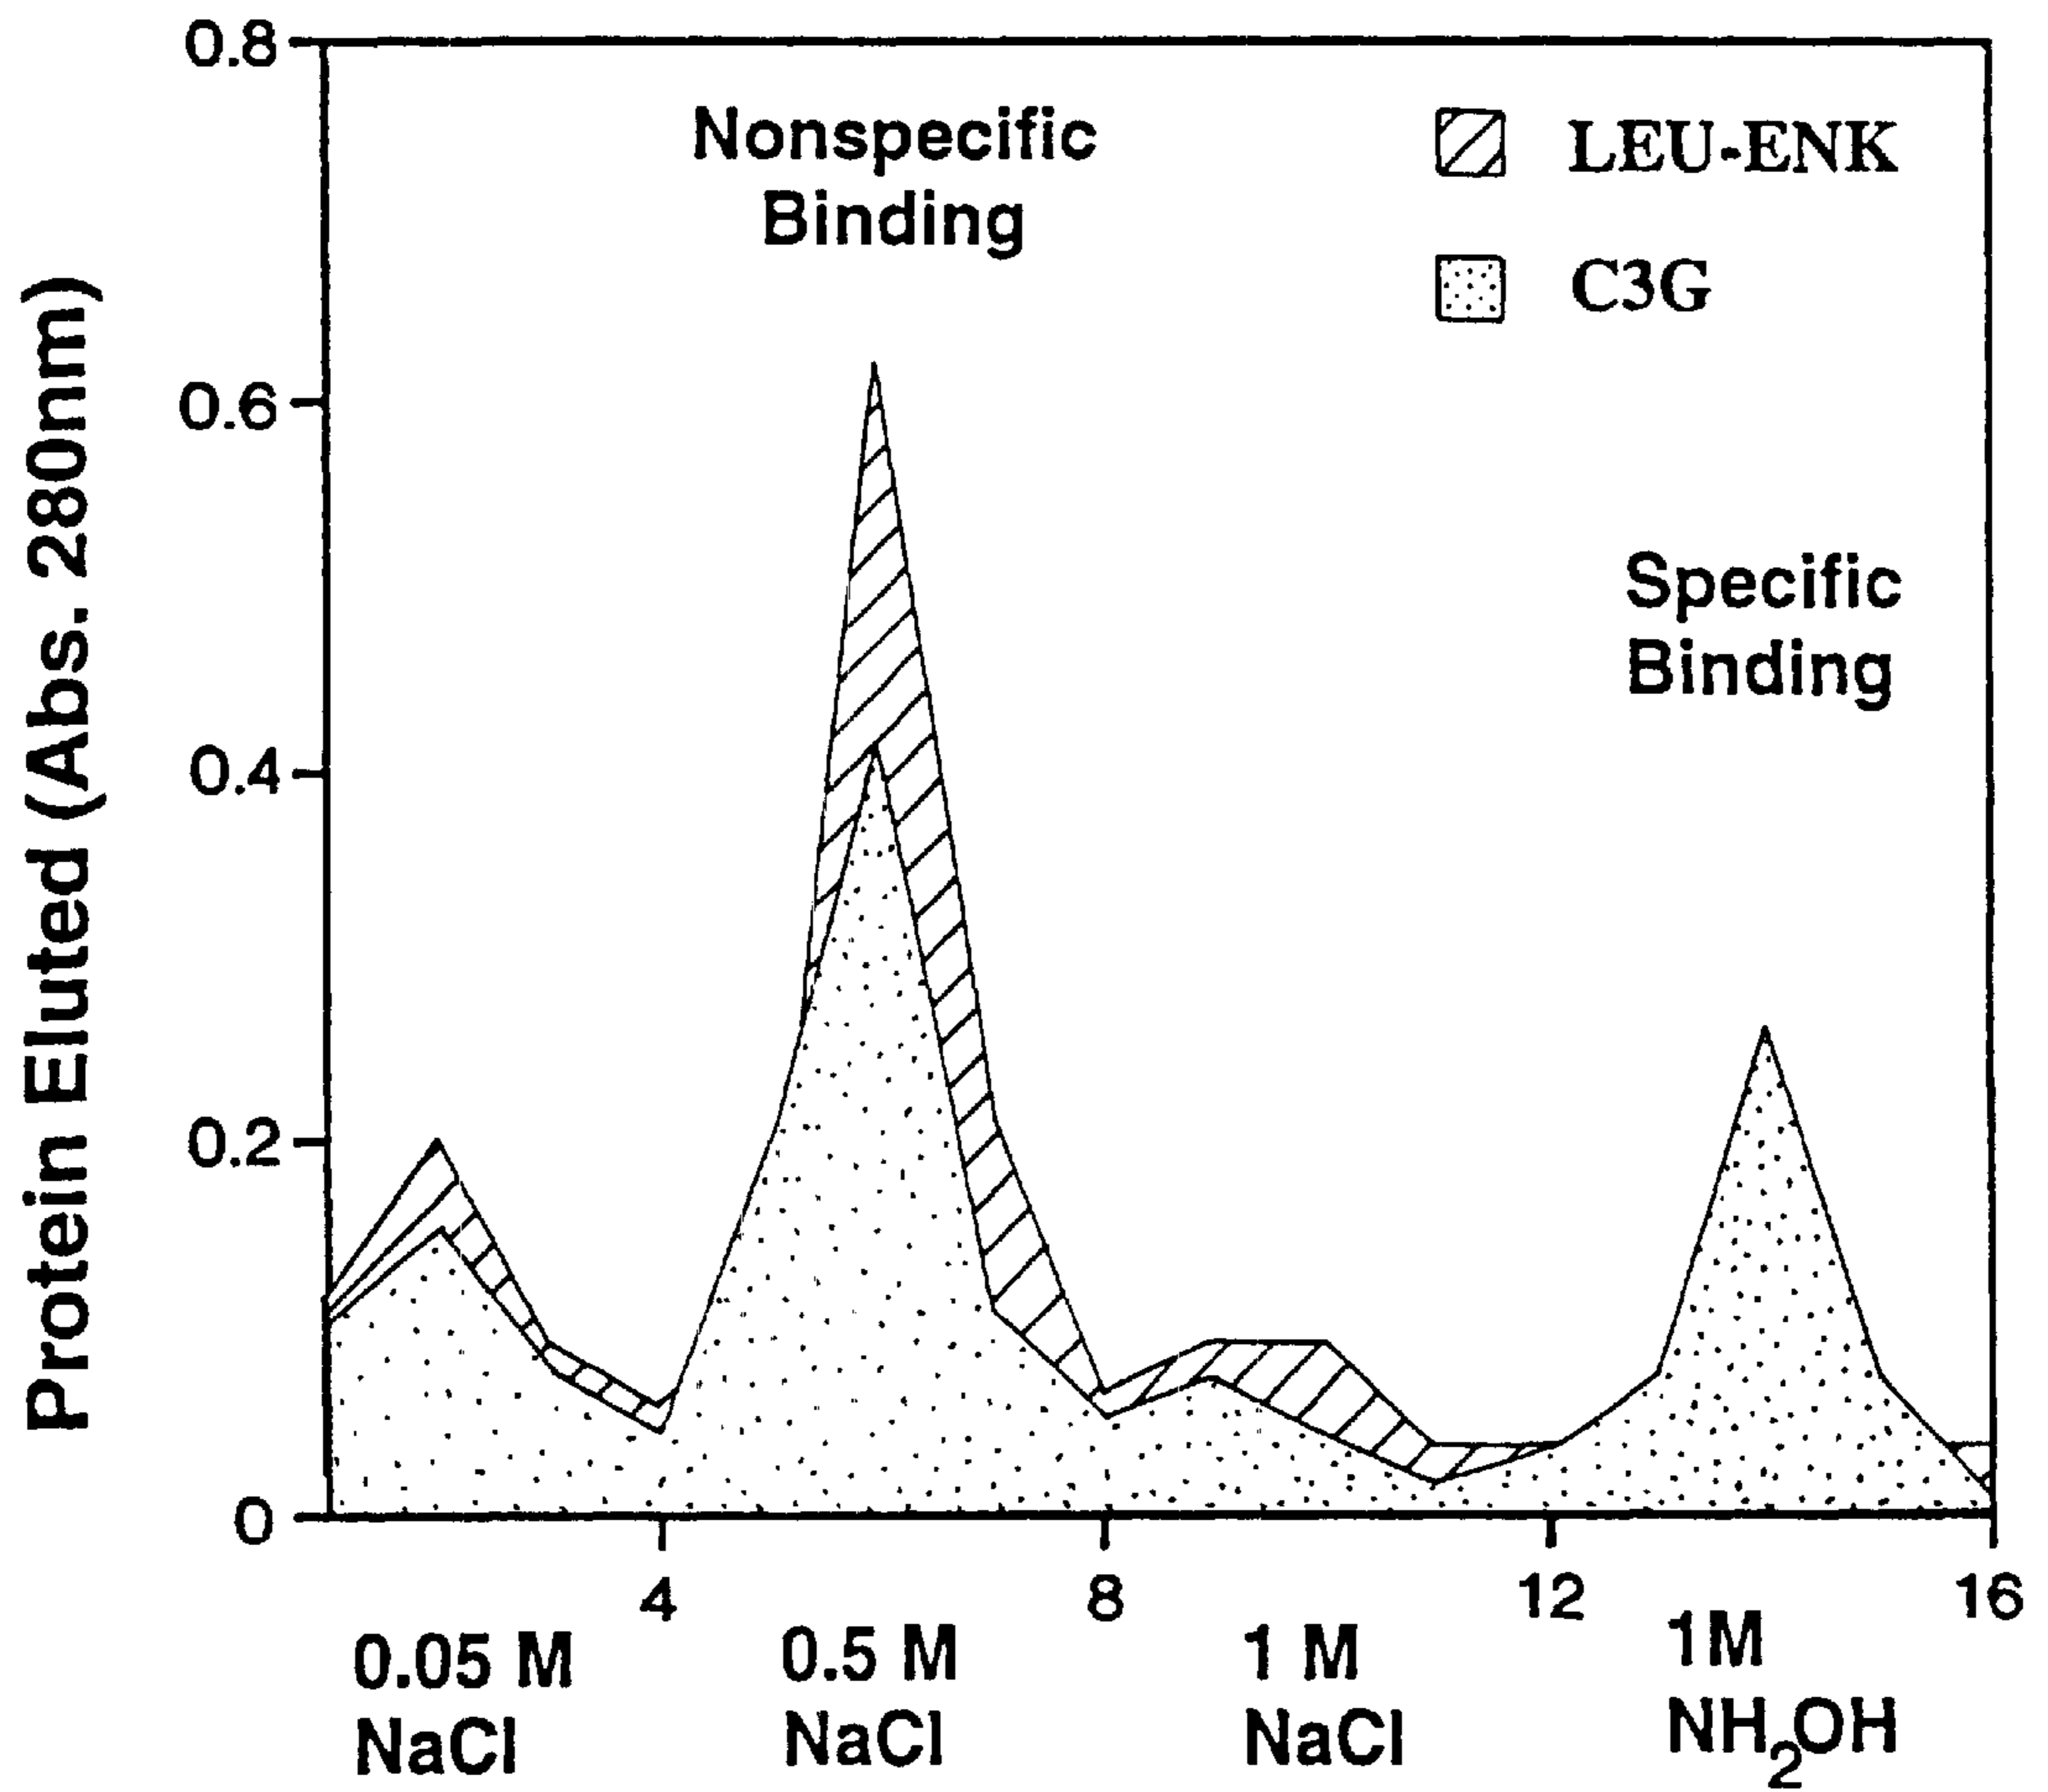 Protein Eluted (Abs. 280nm)
0.8
0.6
0.4
0.2
0
Nonspecific
Binding
LEU-ENK
C3G
Specific
Binding
4
8
12
16
0.05 M
NaCl
0.5 M
NaCl
1 M
NaCl
1M
NH₂OH